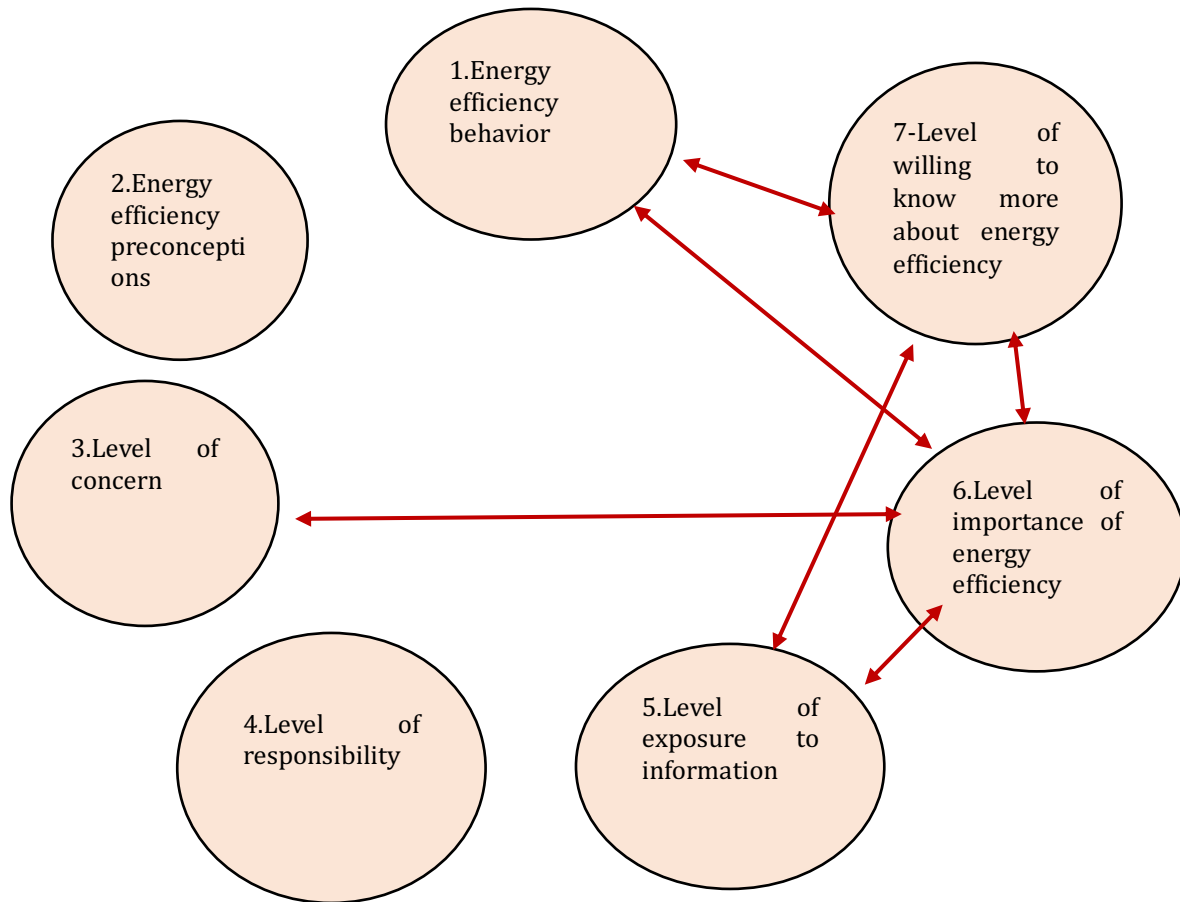 1.Energy
efficiency
behavior
2.Energy
efficiency
preconcepti
ons
3.Level of
concern
4.Level of
responsibility
5.Level of
exposure to
information
6.Level of
importance of
energy
efficiency
7-Level of
willing to
know more
about energy
efficiency